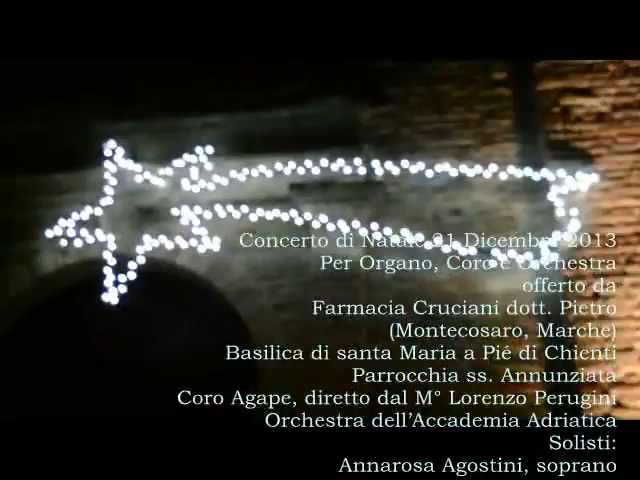 Concerto di Natale 21 Dicembre 2013
Per Organo, Coro e Orchestra
offerto da
Farmacia Cruciani dott. Pietro
(Montecosaro, Marche)
Basilica di santa Maria a Pié di Chienti
Parrocchia ss. Annunziata
Coro Agape, diretto dal M° Lorenzo Perugini
Orchestra dell'Accademia Adriatica
Solisti:
Annarosa Agostini, soprano